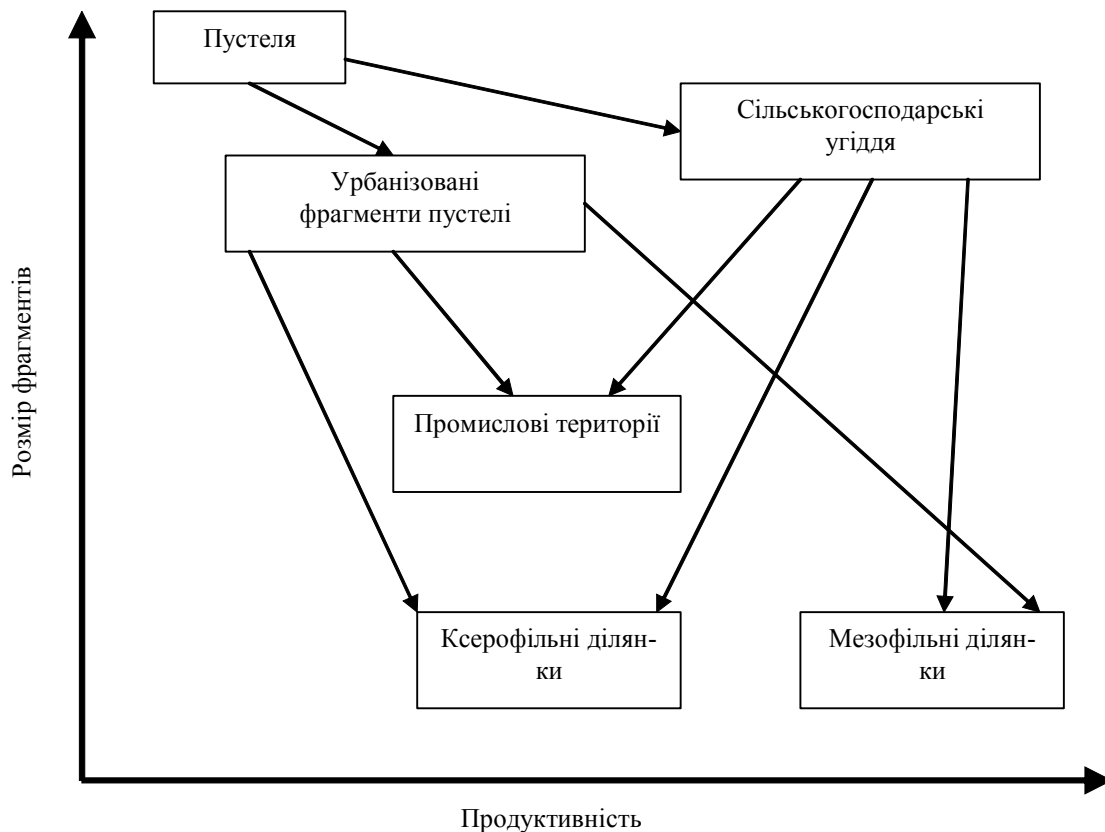 Пустеля
Сільськогосподарські
угіддя
Урбанізовані
фрагменти пустелі
Розмір фрагментів
Промислові території
Ксерофільні ділян-
ки
Мезофільні ділян-
ки
Продуктивність